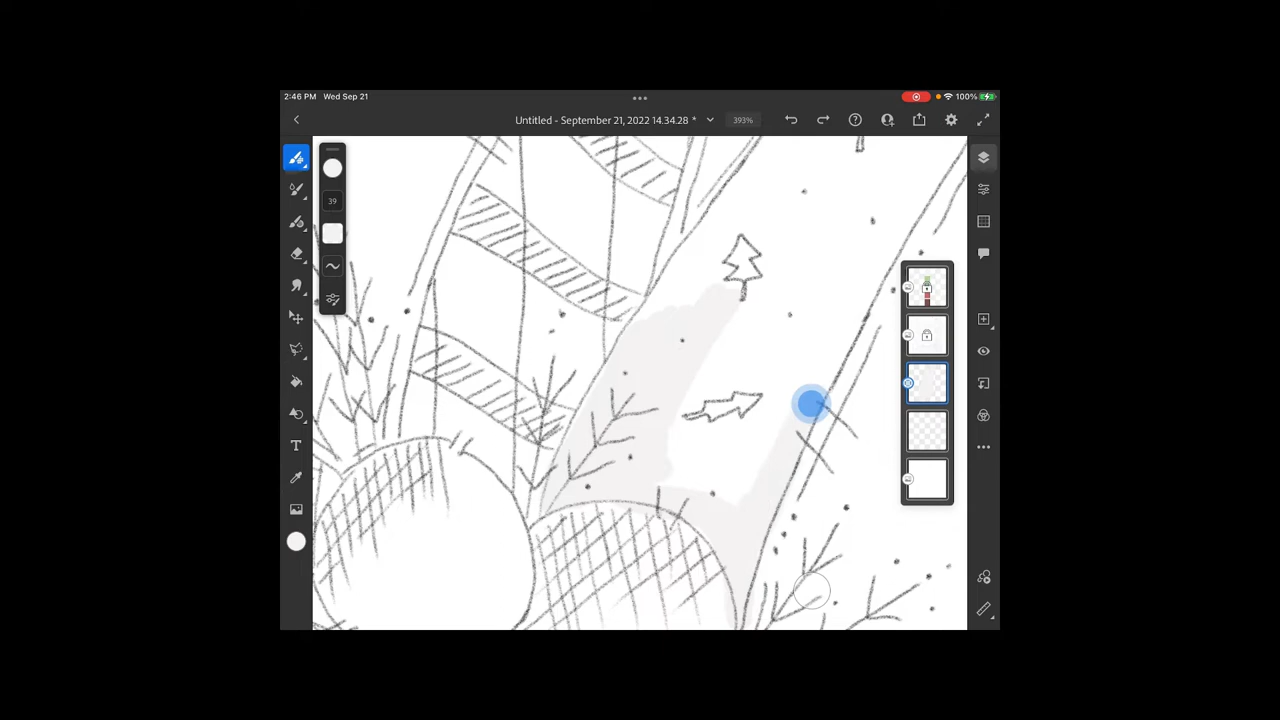 2:46 PM Wed Sep 21
100%
Untitled - September 21, 2022 14.34.28 *
393%
39
T